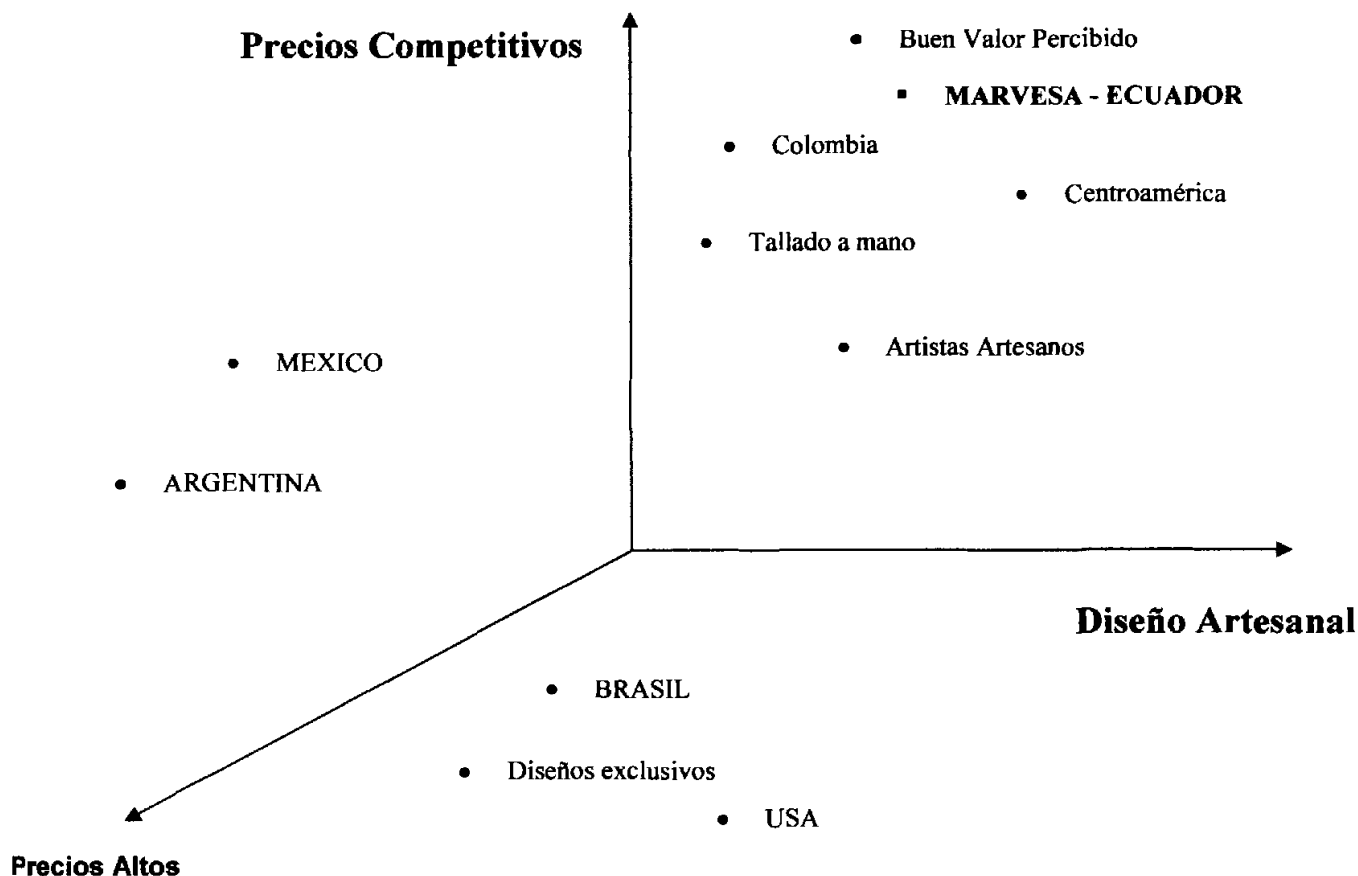 Precios Competitivos
Buen Valor Percibido
MARVESA - ECUADOR
Colombia
Centroamérica
Tallado a mano
Artistas Artesanos
MEXICO
ARGENTINA
Diseño Artesanal
BRASIL
Diseños exclusivos
USA
Precios Altos